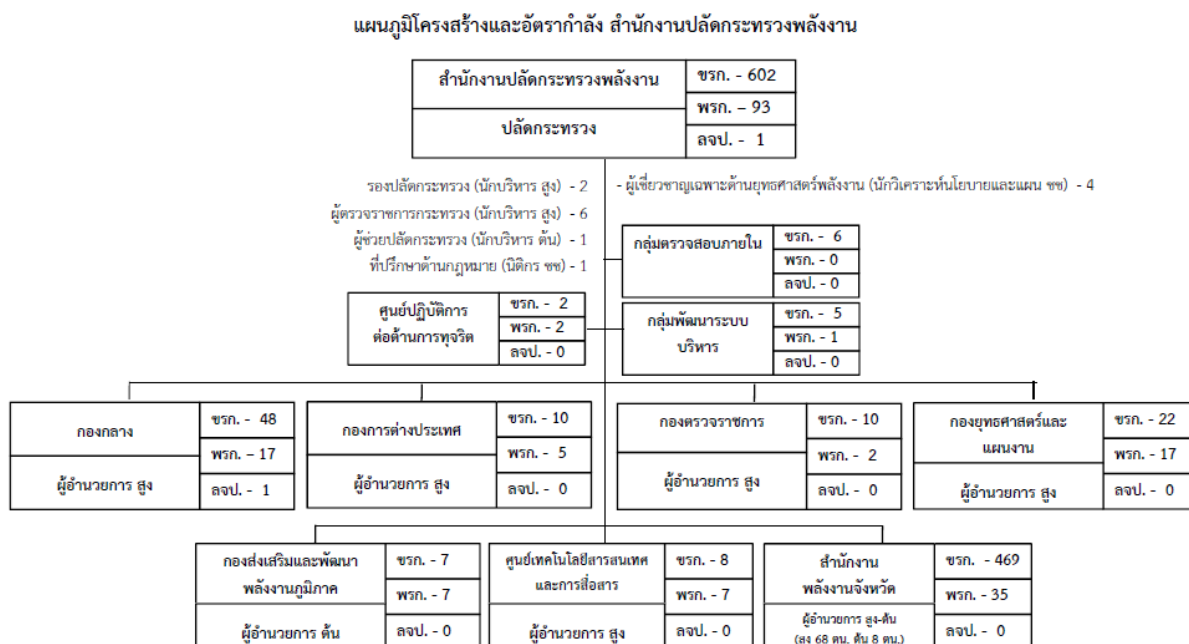 แผนภูมิโครงสร้างและอัตรากำลัง สำนักงานปลัดกระทรวงพลังงาน
สำนักงานปลัดกระทรวงพลังงาน
ปลัดกระทรวง
ขรก. - 602
พรก. – 93
ลจป. - 1
รองปลัดกระทรวง (นักบริหาร สูง) - 2
ผู้ตรวจราชการกระทรวง (นักบริหาร สูง) - 6
ผู้ช่วยปลัดกระทรวง (นักบริหาร ต้น) - 1
ที่ปรึกษาด้านกฎหมาย (นิติกร ชช) - 1
- ผู้เชี่ยวชาญเฉพาะด้านยุทธศาสตร์พลังงาน (นักวิเคราะห์นโยบายและแผน ชช) - 4
กลุ่มตรวจสอบภายใน
ขรก. - 6
พรก. - 0
ลจป. - 0
ศูนย์ปฏิบัติการ
ต่อต้านการทุจริต
ขรก. - 2
พรก. - 2
ลจป. - 0
กลุ่มพัฒนาระบบ
บริหาร
ขรก. - 5
พรก. - 1
ลจป. - 0
กองกลาง
ผู้อำนวยการ สูง
ขรก. - 48
พรก. - 17
ลจป. - 1
กองการต่างประเทศ
ผู้อำนวยการ สูง
ขรก. - 10
พรก. - 5
ลจป. - 0
กองตรวจราชการ
ผู้อำนวยการ สูง
ขรก. - 10
พรก. - 2
ลจป. - 0
กองยุทธศาสตร์และ
แผนงาน
ผู้อำนวยการ สูง
ขรก. - 22
พรก. - 17
ลจป. - 0
กองส่งเสริมและพัฒนา
พลังงานภูมิภาค
ผู้อำนวยการ ต้น
ขรก. - 7
พรก. - 7
ลจป. - 0
ศูนย์เทคโนโลยีสารสนเทศ
และการสื่อสาร
ผู้อำนวยการ สูง
ขรก. - 8
พรก. - 7
ลจป. - 0
สำนักงาน
พลังงานจังหวัด
ผู้อำนวยการ สูง-ต้น
(สูง 68 คน, ต้น 8 คน,)
ขรก. - 469
พรก. - 35
ลจป. - 0